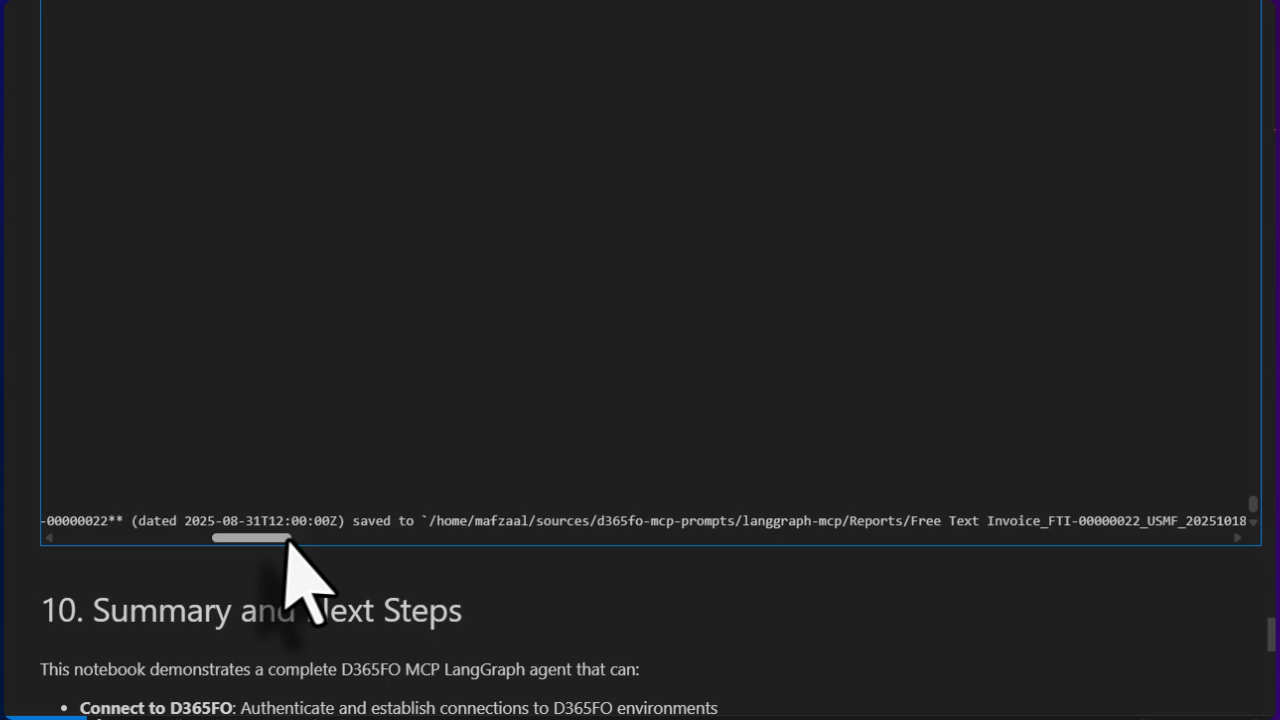 -00000022** (dated 2025-08-31T12:00:00Z) saved to `/home/mafzaal/sources/d365fo-mcp-prompts/langgraph-mcp/Reports/Free Text Invoice_FTI-00000022_USMF_20251018
10. Summary and Next Steps
This notebook demonstrates a complete D365FO MCP LangGraph agent that can:
• Connect to D365FO: Authenticate and establish connections to D365FO environments